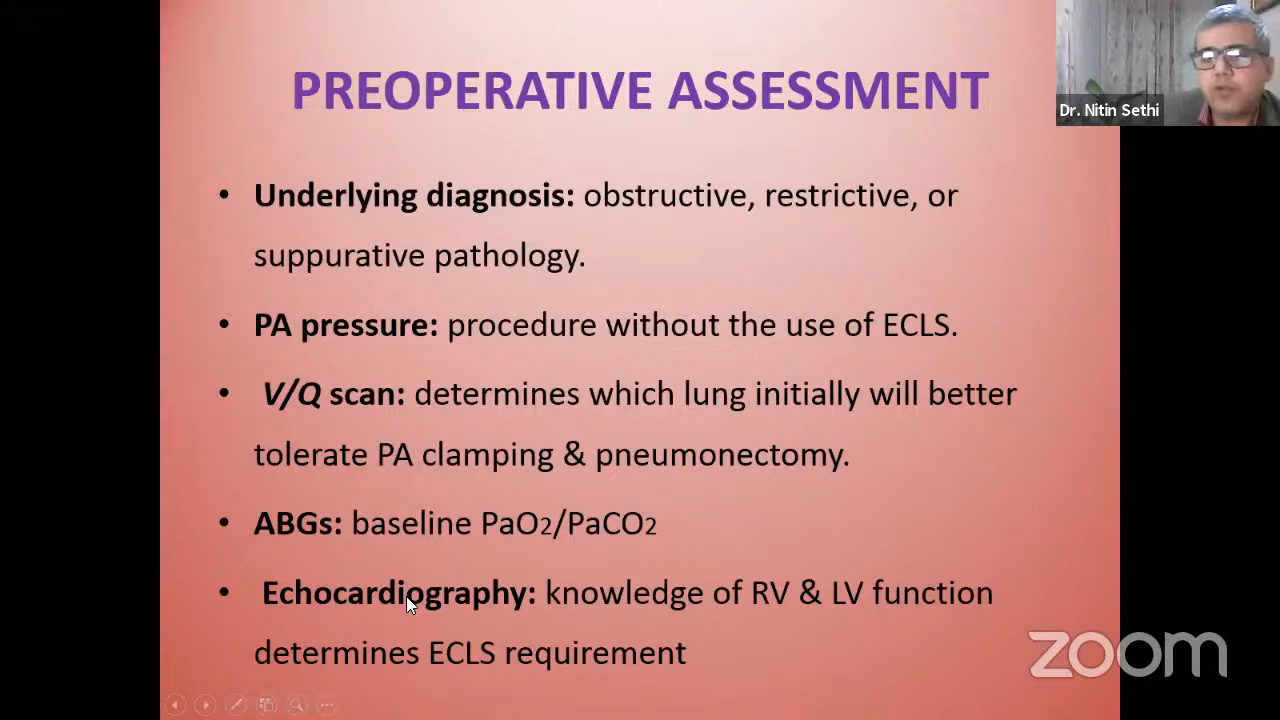 PREOPERATIVE ASSESSMENT
Dr. Nitin Sethi
• Underlying diagnosis: obstructive, restrictive, or
suppurative pathology.
• PA pressure: procedure without the use of ECLS.
• V/Q scan: determines which lung initially will better
tolerate PA clamping & pneumonectomy.
• ABGs: baseline PaO2/PaCO2
• Echocardiography: knowledge of RV & LV function
determines ECLS requirement
zoom